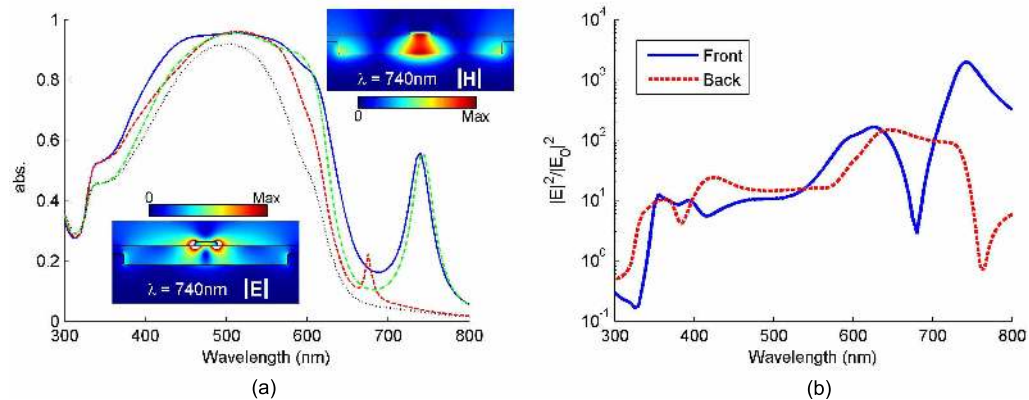 1
0.8
0.6
0.4
0.2
0
abs.
300 400 500 600 700 800
Wavelength (nm)
λ = 740nm |H|
0 Max
0 Max
λ = 740nm |E|
(a)
10^4
10^3
10^2
10^1
10^0
10^-1
|E|^2/|E_0|^2
Front
Back
300 400 500 600 700 800
Wavelength (nm)
(b)